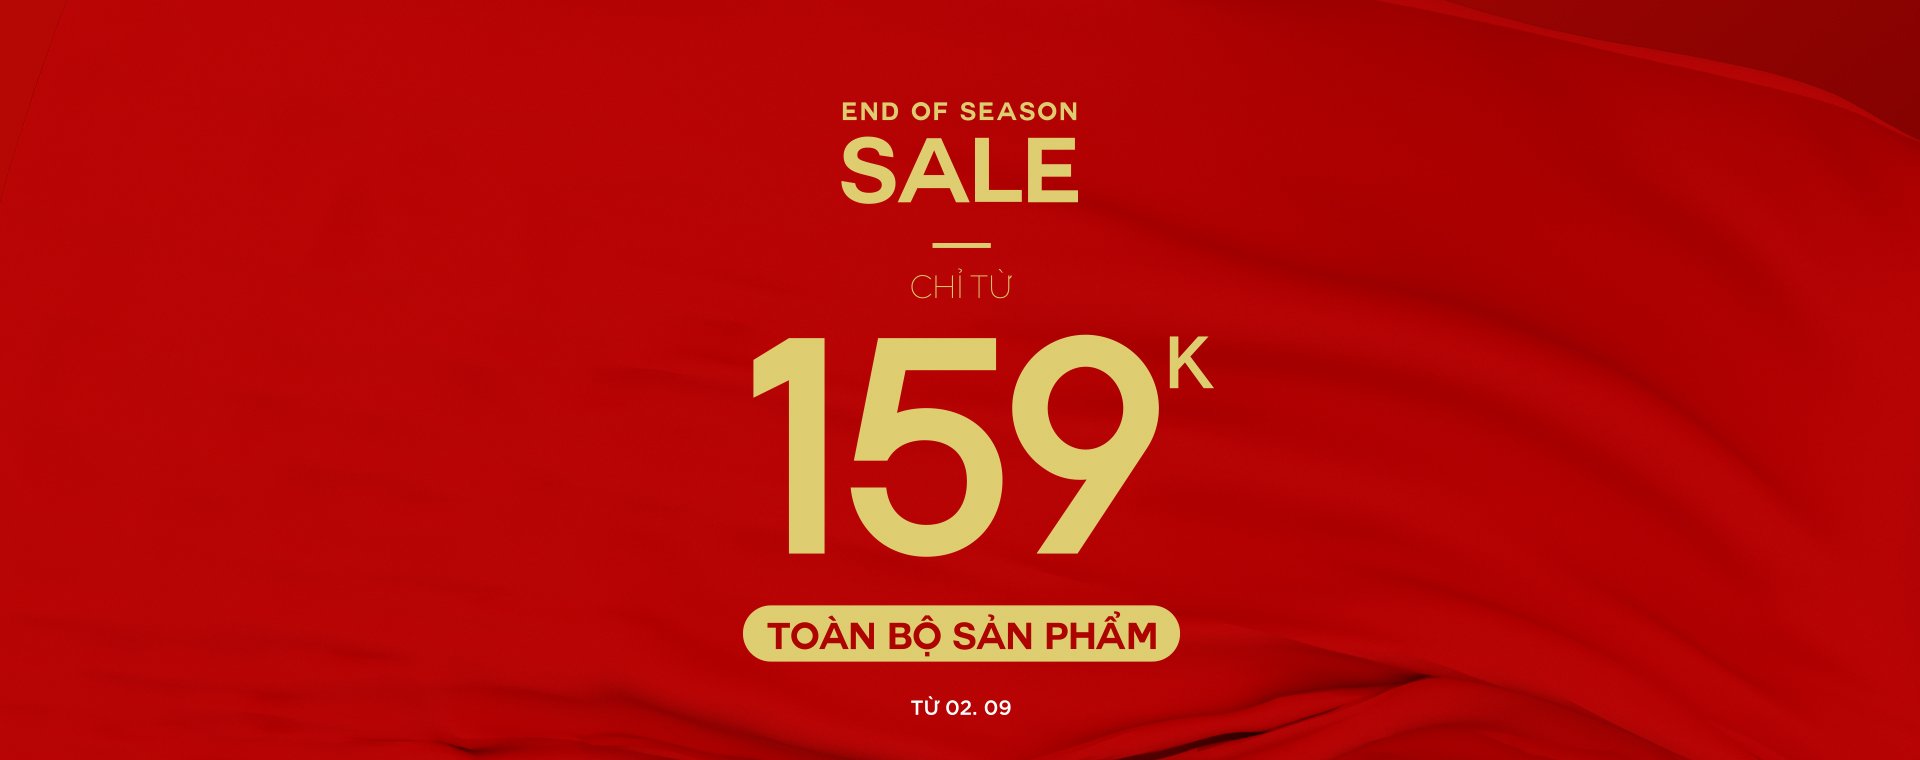 END OF SEASON
SALE
CHỈ TỪ
159K
TOÀN BỘ SẢN PHẨM
TỪ 02. 09